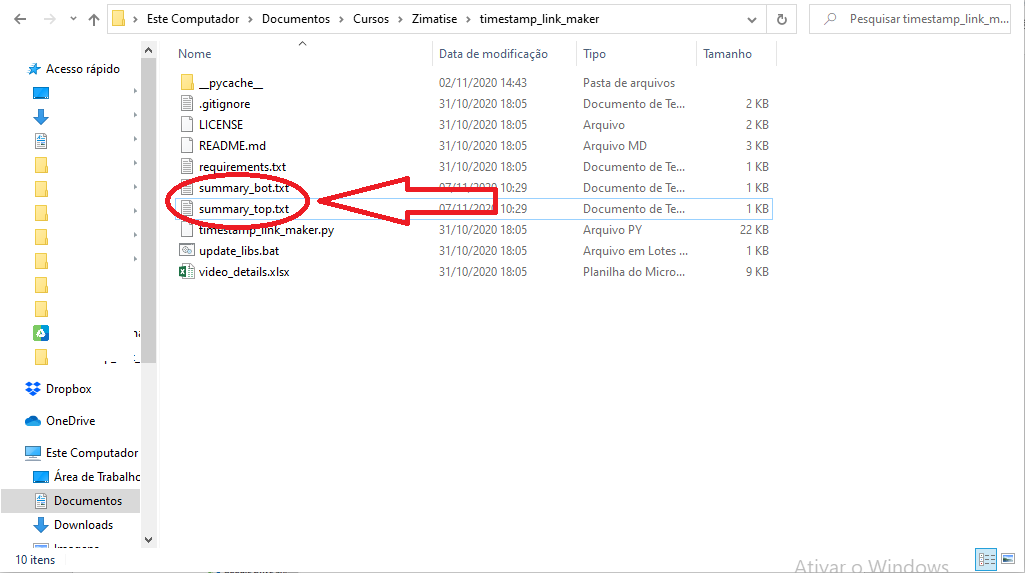 Este Computador > Documentos > Cursos > Zimatise > timestamp_link_maker
Pesquisar timestamp_link_m...
Nome Data de modificação Tipo Tamanho
__pycache__ 02/11/2020 14:43 Pasta de arquivos
.gitignore 31/10/2020 18:05 Documento de Te... 2 KB
LICENSE 31/10/2020 18:05 Arquivo 2 KB
README.md 31/10/2020 18:05 Arquivo MD 3 KB
requirements.txt 31/10/2020 18:05 Documento de Te... 1 KB
summary_bot.txt 07/11/2020 10:29 Documento de Te... 1 KB
summary_top.txt 07/11/2020 10:29 Documento de Te... 1 KB
timestamp_link_maker.py 31/10/2020 18:05 Arquivo PY 22 KB
update_libs.bat 31/10/2020 18:05 Arquivo em Lotes ... 1 KB
video_details.xlsx 31/10/2020 18:05 Planilha do Micro... 9 KB
Acesso rápido
Dropbox
OneDrive
Este Computador
Área de Trabalho
Documentos
Downloads
Imagens
10 itens
Ativar o Windows